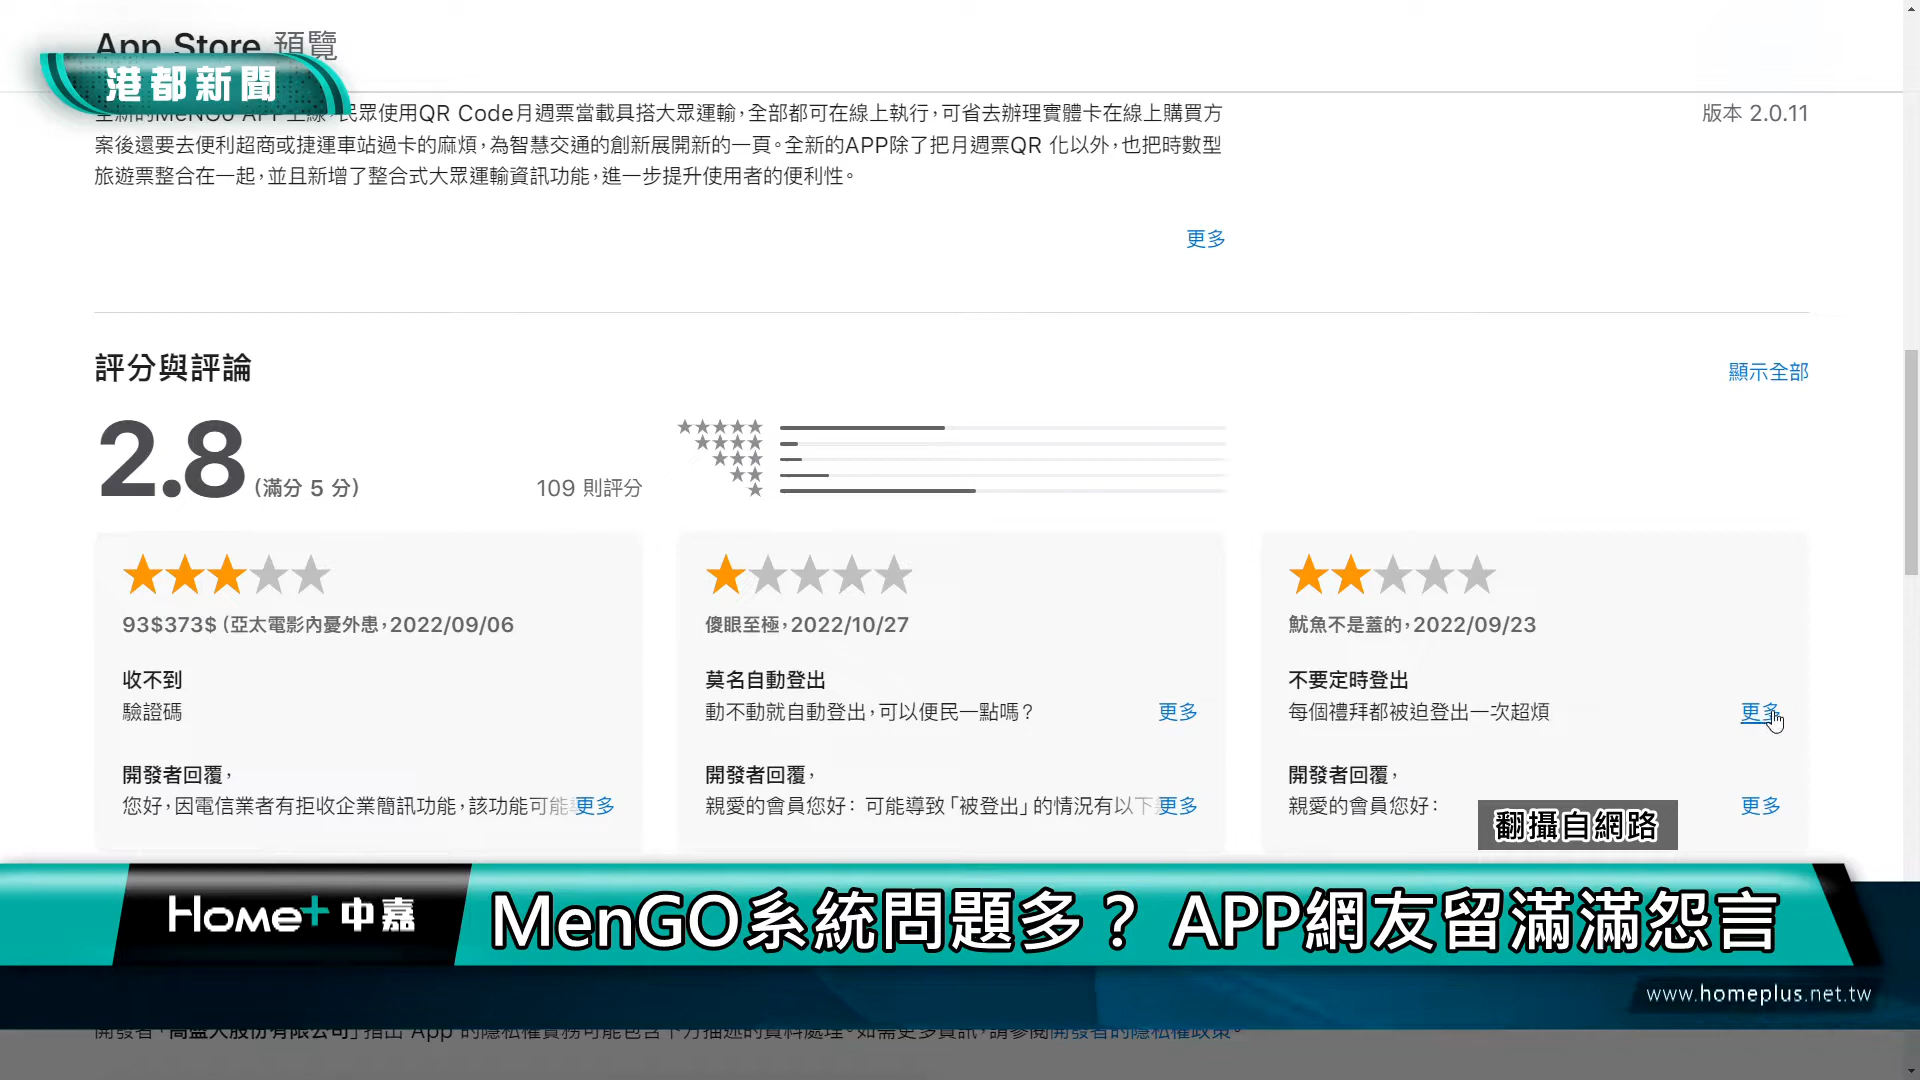 App Store 預覽
港都新聞
全新的MeNGo APP上線，民眾使用QR Code月週票當載具搭大眾運輸，全部都可在線上執行，可省去辦理實體卡在線上購買方
版本 2.0.11
案後還要去便利超商或捷運車站過卡的麻煩，為智慧交通的創新展開新的一頁。全新的APP除了把月週票QR 化以外，也把時數型
旅遊票整合在一起，並且新增了整合式大眾運輸資訊功能，進一步提升使用者的便利性。
更多
評分與評論
顯示全部
2.8 (滿分 5 分)
109 則評分
93$373$ (亞太電影內憂外患，2022/09/06
收不到
驗證碼
開發者回覆，
您好，因電信業者有拒收企業簡訊功能，該功能可能 更多
傻眼至極，2022/10/27
莫名自動登出
動不動就自動登出，可以便民一點嗎？ 更多
開發者回覆，
親愛的會員您好： 可能導致「被登出」的情況有以下 更多
魷魚不是蓋的，2022/09/23
不要定時登出
每個禮拜都被迫登出一次超煩 更多
開發者回覆，
親愛的會員您好： 更多
翻攝自網路
Home+ 中嘉
MenGO系統問題多？ APP網友留滿滿怨言
www.homeplus.net.tw